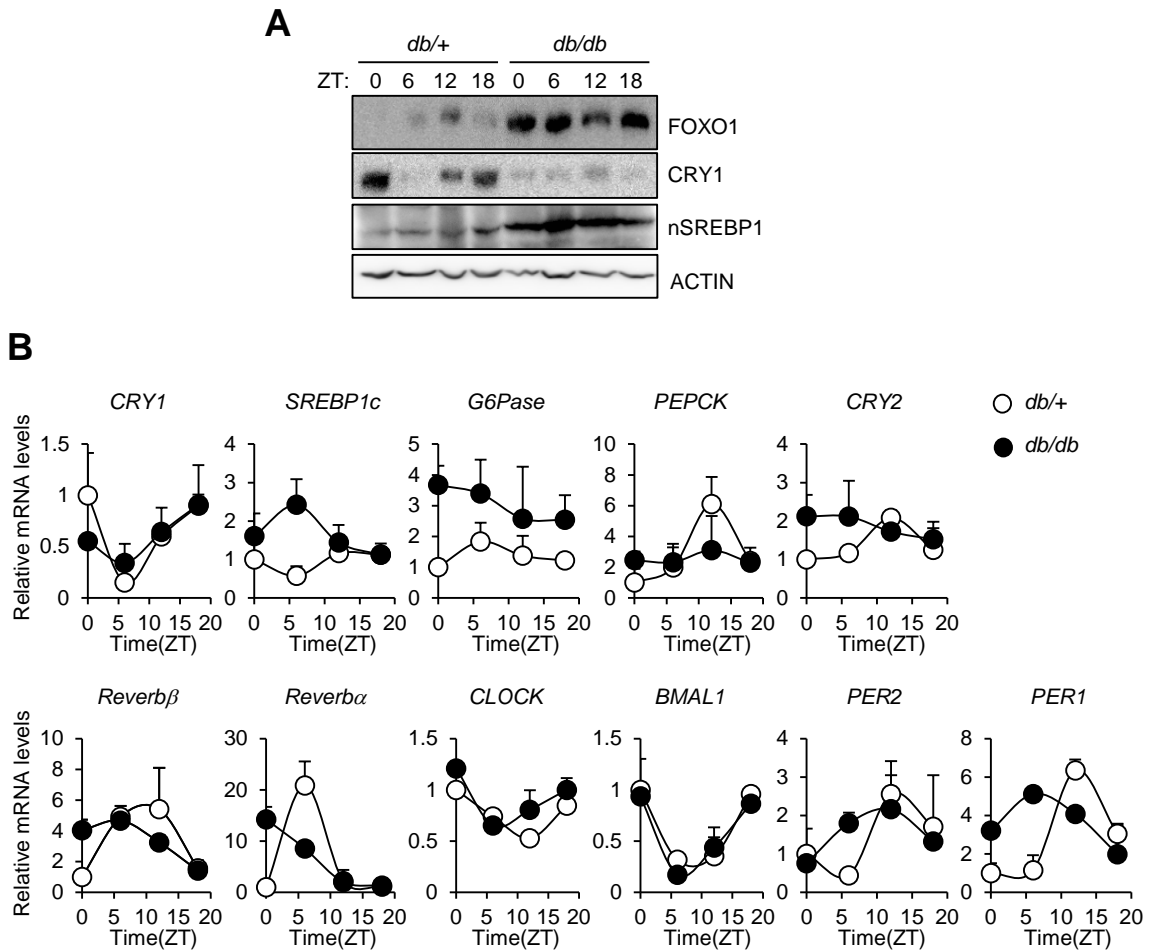 A
db/+ db/db
ZT: 0 6 12 18 0 6 12 18
FOXO1
CRY1
nSREBP1
ACTIN
B
CRY1 SREBP1c G6Pase PEPCK CRY2
db/+
db/db
Relative mRNA levels
1.5
1
0.5
0
0 5 10 15 20
Time(ZT)
4
3
2
1
0
0 5 10 15 20
Time(ZT)
5
4
3
2
1
0
0 5 10 15 20
Time(ZT)
10
8
6
4
2
0
0 5 10 15 20
Time(ZT)
4
3
2
1
0
0 5 10 15 20
Time(ZT)
Reverbβ Reverbα CLOCK BMAL1 PER2 PER1
Relative mRNA levels
10
8
6
4
2
0
0 5 10 15 20
Time(ZT)
30
20
10
0
0 5 10 15 20
Time(ZT)
1.5
1
0.5
0
0 5 10 15 20
Time(ZT)
1.5
1
0.5
0
0 5 10 15 20
Time(ZT)
4
3
2
1
0
0 5 10 15 20
Time(ZT)
8
6
4
2
0
0 5 10 15 20
Time(ZT)